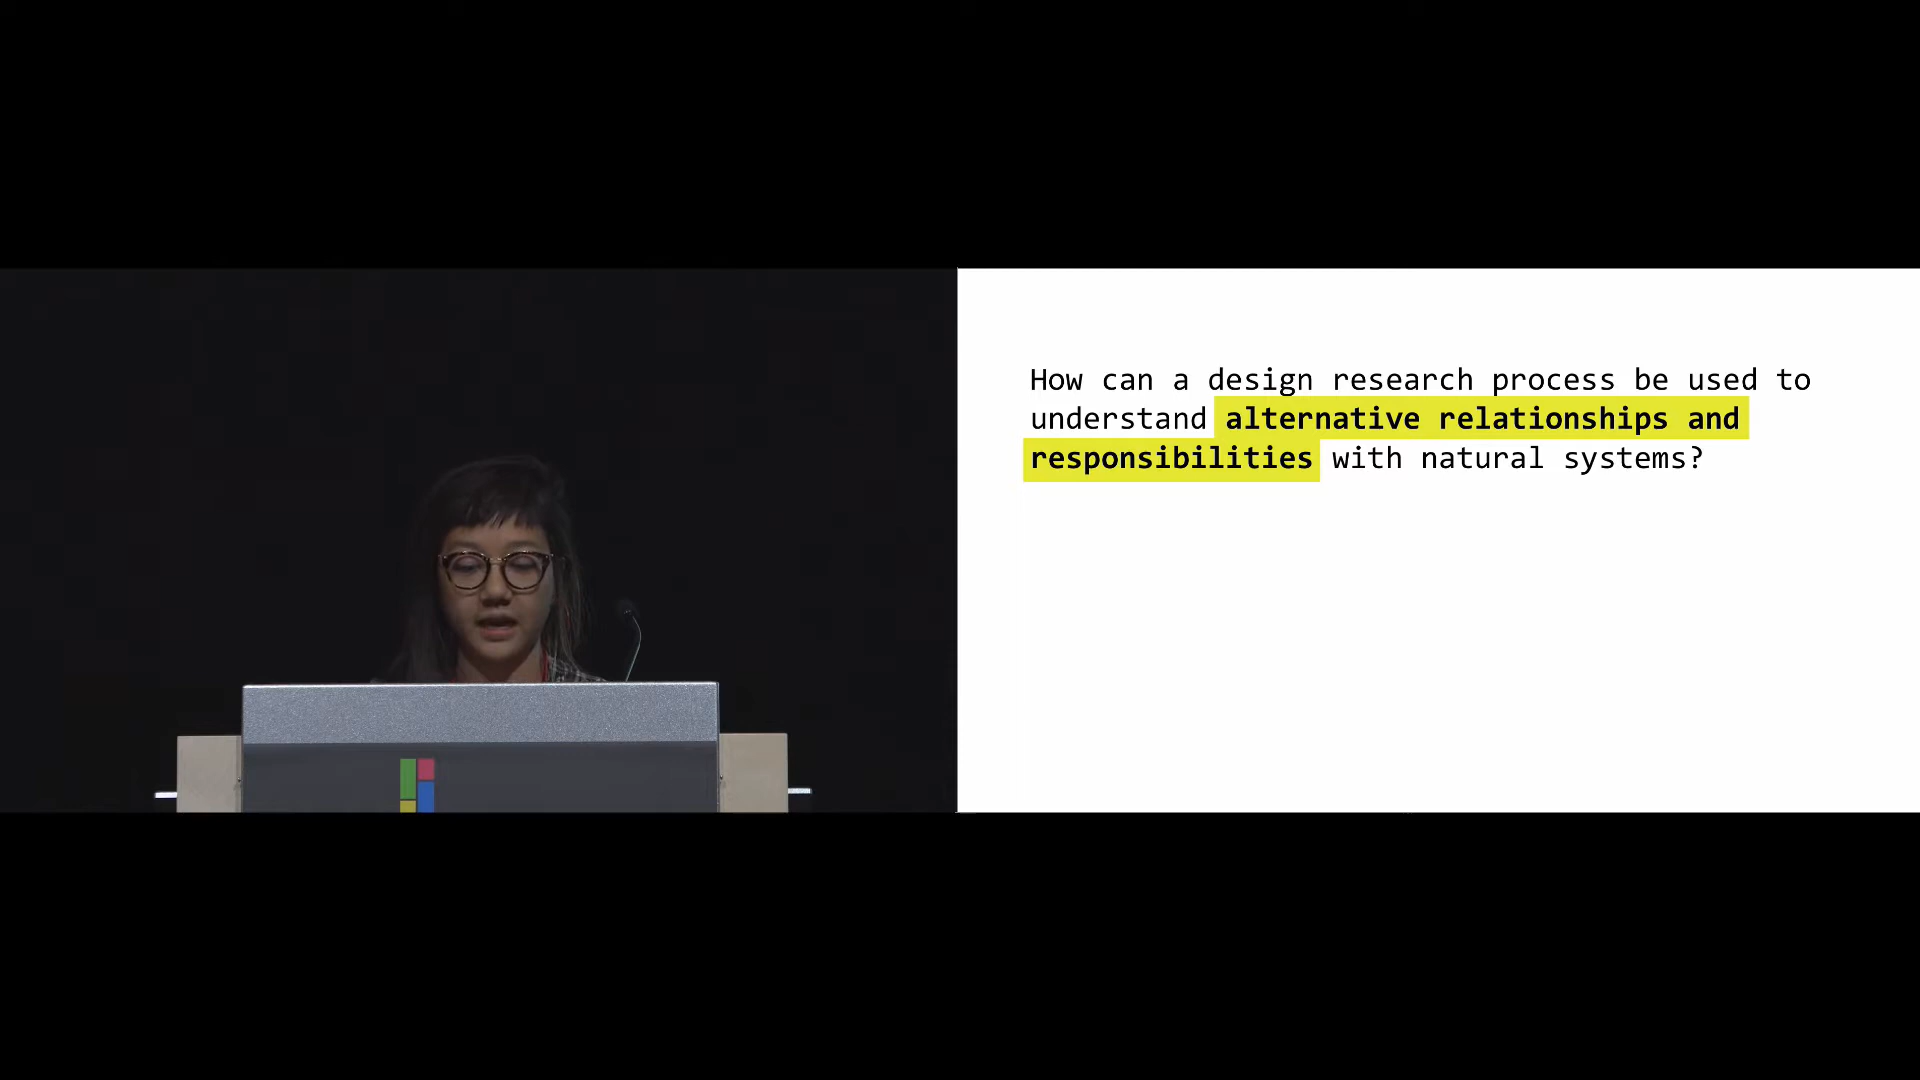 How can a design research process be used to
understand alternative relationships and
responsibilities with natural systems?